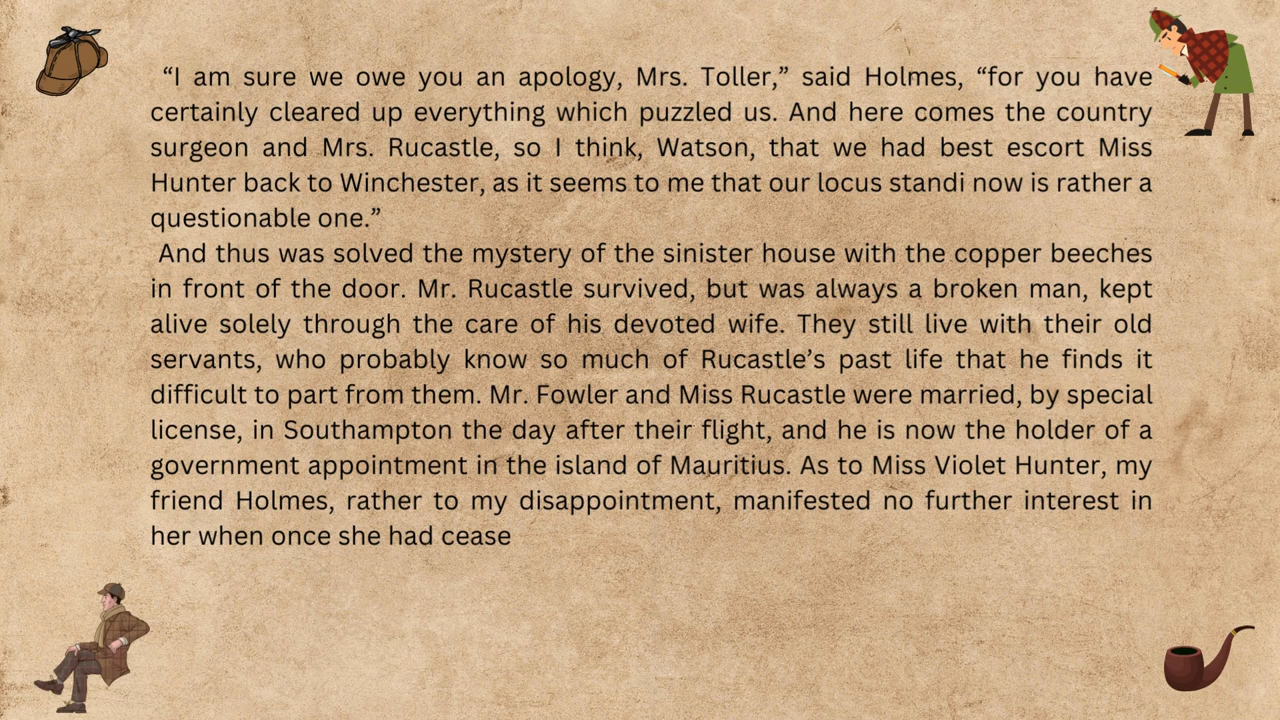 “I am sure we owe you an apology, Mrs. Toller,” said Holmes, “for you have
certainly cleared up everything which puzzled us. And here comes the country
surgeon and Mrs. Rucastle, so I think, Watson, that we had best escort Miss
Hunter back to Winchester, as it seems to me that our locus standi now is rather a
questionable one.”
And thus was solved the mystery of the sinister house with the copper beeches
in front of the door. Mr. Rucastle survived, but was always a broken man, kept
alive solely through the care of his devoted wife. They still live with their old
servants, who probably know so much of Rucastle’s past life that he finds it
difficult to part from them. Mr. Fowler and Miss Rucastle were married, by special
license, in Southampton the day after their flight, and he is now the holder of a
government appointment in the island of Mauritius. As to Miss Violet Hunter, my
friend Holmes, rather to my disappointment, manifested no further interest in
her when once she had cease